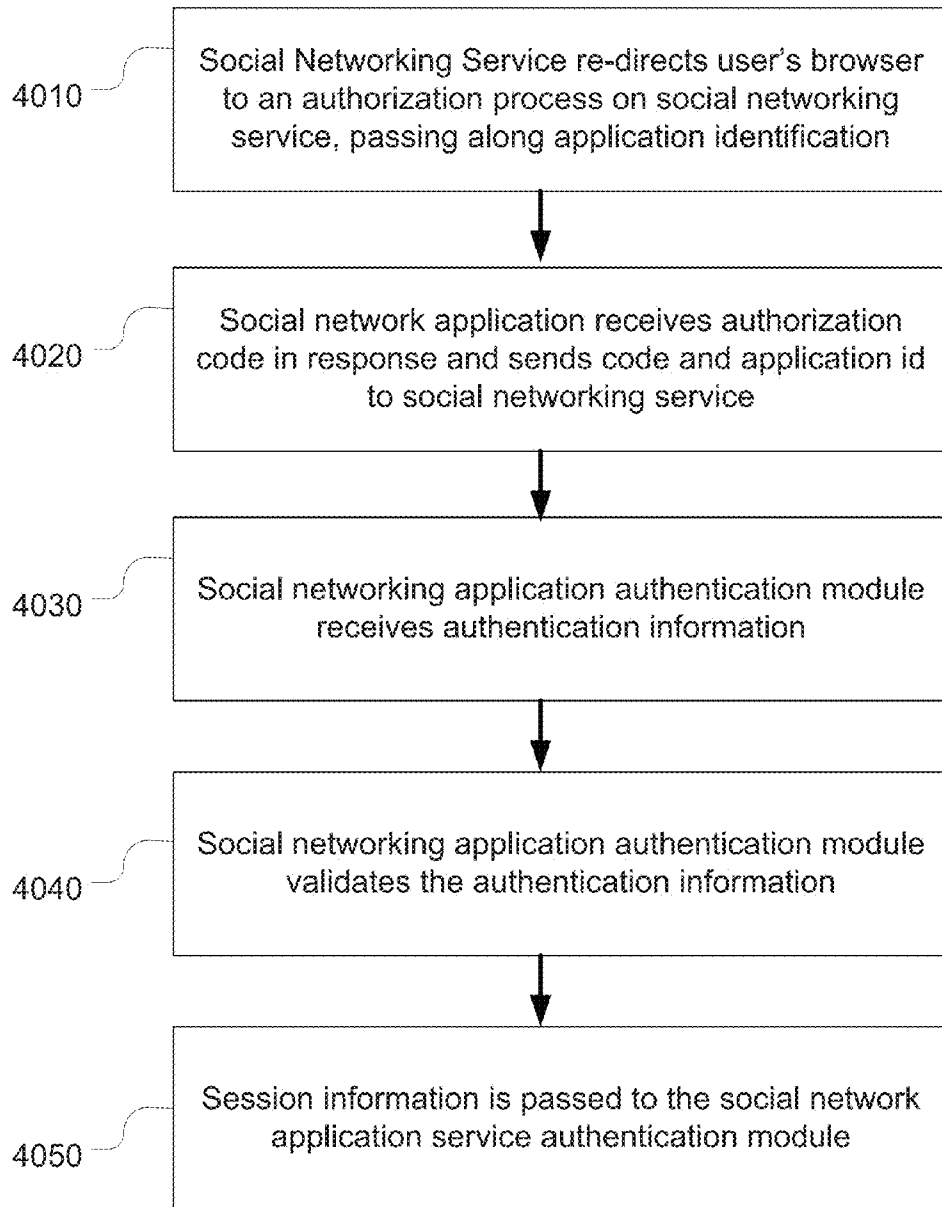 4010
Social Networking Service re-directs user's browser
to an authorization process on social networking
service, passing along application identification
4020
Social network application receives authorization
code in response and sends code and application id
to social networking service
4030
Social networking application authentication module
receives authentication information
4040
Social networking application authentication module
validates the authentication information
4050
Session information is passed to the social network
application service authentication module